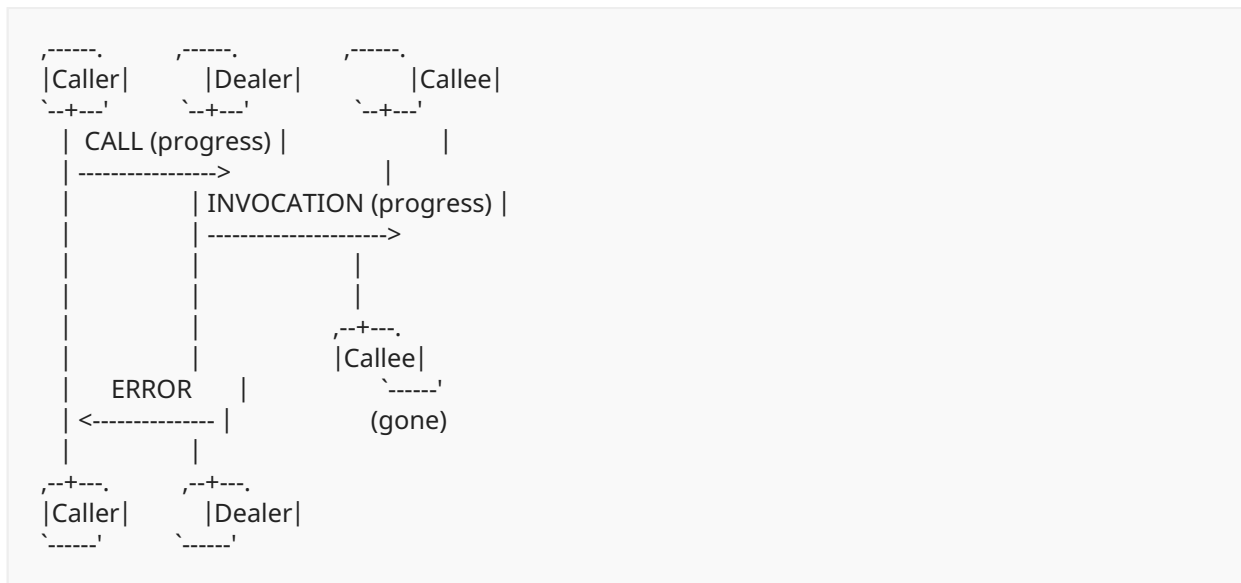 ,------.          ,------.              ,------.
|Caller|          |Dealer|              |Callee|
`--+---'          `--+---'              `--+---'
| CALL (progress) |                    |
| ----------------->                    |
|                 | INVOCATION (progress) |
|                 | ---------------------->
|                 |                    |
|                 |                    |
|                 |                 ,--+---.
|                 |                 |Callee|
|     ERROR      |                 `------'
| <--------------- |                  (gone)
|                 |
,--+---.          ,--+---.
|Caller|          |Dealer|
`------'          `------'